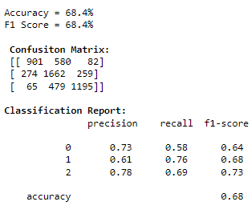 Accuracy = 68.4%
F1 Score = 68.4%
Confusiton Matrix:
[[ 901 580 82]
[ 274 1662 259]
[ 65 479 1195]]
Classification Report:
precision recall f1-score
0 0.73 0.58 0.64
1 0.61 0.76 0.68
2 0.78 0.69 0.73
accuracy 0.68